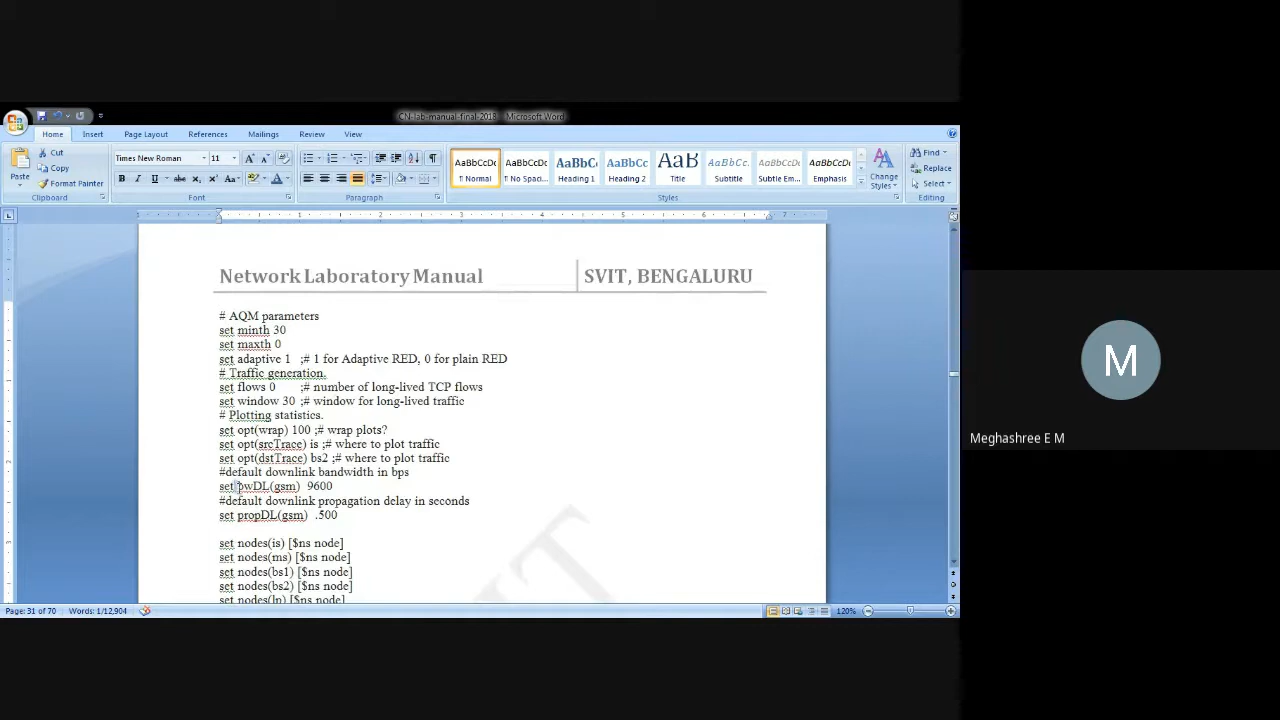 CN-lab-manual-final-2018 - Microsoft Word
Home Insert Page Layout References Mailings Review View
Paste
Cut
Copy
Format Painter
Clipboard
Times New Roman 11
Font
Paragraph
AaBbCcDc
¶ Normal
AaBbCcDc
¶ No Spaci...
AaBbC
Heading 1
AaBbCc
Heading 2
AaB
Title
AaBbCc.
Subtitle
AaBbCcDc
Subtle Em...
AaBbCcDc
Emphasis
Change
Styles
Styles
Find
Replace
Select
Editing
Network Laboratory Manual SVIT, BENGALURU
# AQM parameters
set minth 30
set maxth 0
set adaptive 1 ;# 1 for Adaptive RED, 0 for plain RED
# Traffic generation.
set flows 0 ;# number of long-lived TCP flows
set window 30 ;# window for long-lived traffic
# Plotting statistics.
set opt(wrap) 100 ;# wrap plots?
set opt(srcTrace) is ;# where to plot traffic
set opt(dstTrace) bs2 ;# where to plot traffic
#default downlink bandwidth in bps
set bwDL(gsm) 9600
#default downlink propagation delay in seconds
set propDL(gsm) .500
set nodes(is) [$ns node]
set nodes(ms) [$ns node]
set nodes(bs1) [$ns node]
set nodes(bs2) [$ns node]
set nodes(lp) [$ns node]
Page: 31 of 70 Words: 1/12,904 120%
M
Meghashree E M